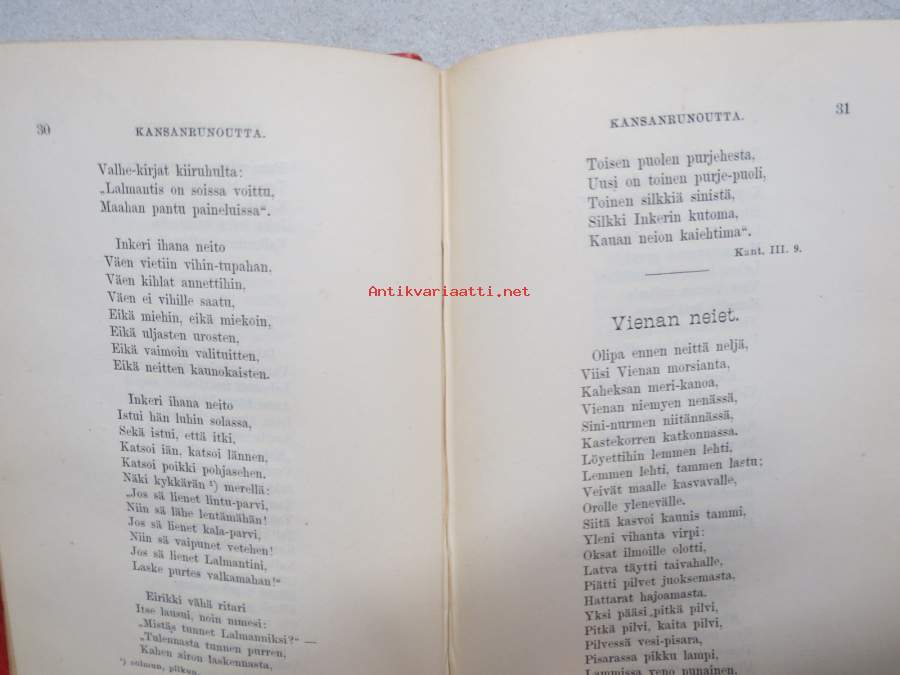 30
KANSANRUNOUTTA.
Valhe-kirjat kiiruhulta:
„Lalmantis on soissa voittu,
Maahan pantu paineluissa“.
Inkeri ihana neito
Väen vietiin vihin-tupahan,
Väen kihlat annettihin,
Väen ei vihille saatu,
Eikä miehin, eikä miekoin,
Eikä uljasten urosten,
Eikä vaimoin valituitten,
Eikä neitten kaunokaisten.
Inkeri ihana neito
Istui hän luhin solassa,
Sekä istui, että itki,
Katsoi iän, katsoi lännen,
Katsoi poikki pohjasehen.
Näki kykkärän ¹) merellä:
„Jos sä lienet lintu-parvi,
Niin sä lähe lentämähän!
Jos sä lienet kala-parvi,
Niin sä vaipunet vetehen!
Jos sä lienet Lalmantini,
Laske purtes valkamahan!“
Eirikki vähä ritari
Itse lausui, noin nimesi:
„Mistäs tunnet Lalmanniksi?“ —
„Tulennasta tunnen purren,
Kahen airon laskennasta,
¹) solmun, pilkun.
Antikvariaatti.net
KANSANRUNOUTTA.
31
Toisen puolen purjehesta,
Uusi on toinen purje-puoli,
Toinen silkkiä sinistä,
Silkki Inkerin kutoma,
Kauan neion kaiehtima“.
Kant. III. 9.
Vienan neiet.
Olipa ennen neittä neljä,
Viisi Vienan morsianta,
Kaheksan meri-kanoa,
Vienan niemyen nenässä,
Sini-nurmen niitännässä,
Kastekorren katkonnassa.
Löyettihin lemmen lehti,
Lemmen lehti, tammen lastu;
Veivät maalle kasvavalle,
Orolle ylenevälle.
Siitä kasvoi kaunis tammi,
Yleni vihanta virpi:
Oksat ilmoille olotti,
Latva täytti taivahalle,
Piätti pilvet juoksemasta,
Hattarat hajoamasta.
Yksi pääsi pitkä pilvi,
Pitkä pilvi, kaita pilvi,
Pilvessä vesi-pisara,
Pisarassa pikku lampi,
Lammissa veno punainen,